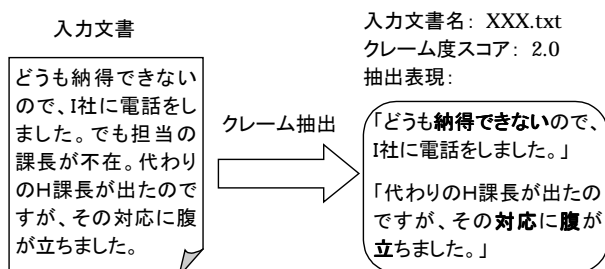 入力文書
どうも納得できない
ので、I社に電話をし
ました。でも担当の
課長が不在。代わり
のH課長が出たので
すが、その対応に腹
が立ちました。
クレーム抽出
入力文書名: XXX.txt
クレーム度スコア: 2.0
抽出表現:
「どうも納得できないので、
I社に電話をしました。」
「代わりのH課長が出たの
ですが、その対応に腹が
立ちました。」